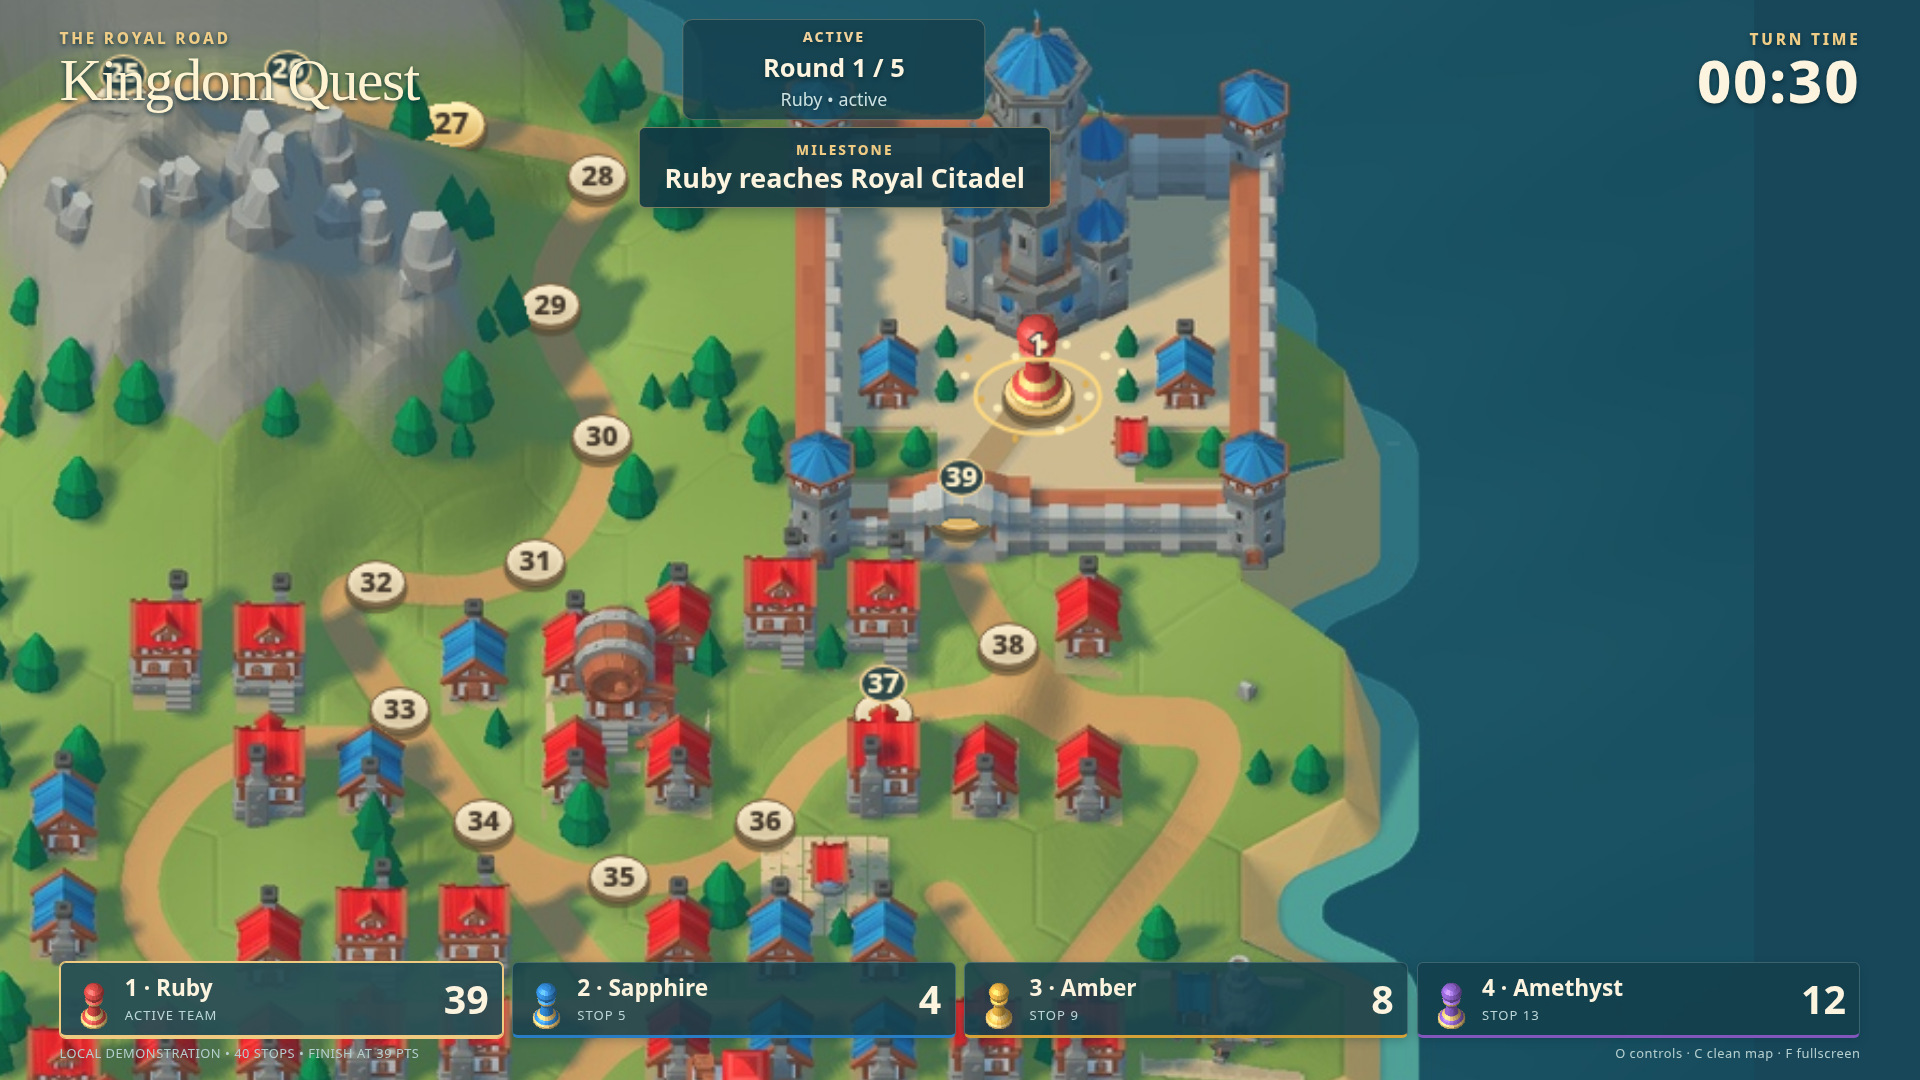 THE ROYAL ROAD
Kingdom Quest
ACTIVE
Round 1 / 5
Ruby • active
MILESTONE
Ruby reaches Royal Citadel
TURN TIME
00:30
25
26
27
28
29
30
31
32
33
34
35
36
37
38
39
1
1 · Ruby
ACTIVE TEAM
39
2 · Sapphire
STOP 5
4
3 · Amber
STOP 9
8
4 · Amethyst
STOP 13
12
LOCAL DEMONSTRATION • 40 STOPS • FINISH AT 39 PTS
O controls · C clean map · F fullscreen